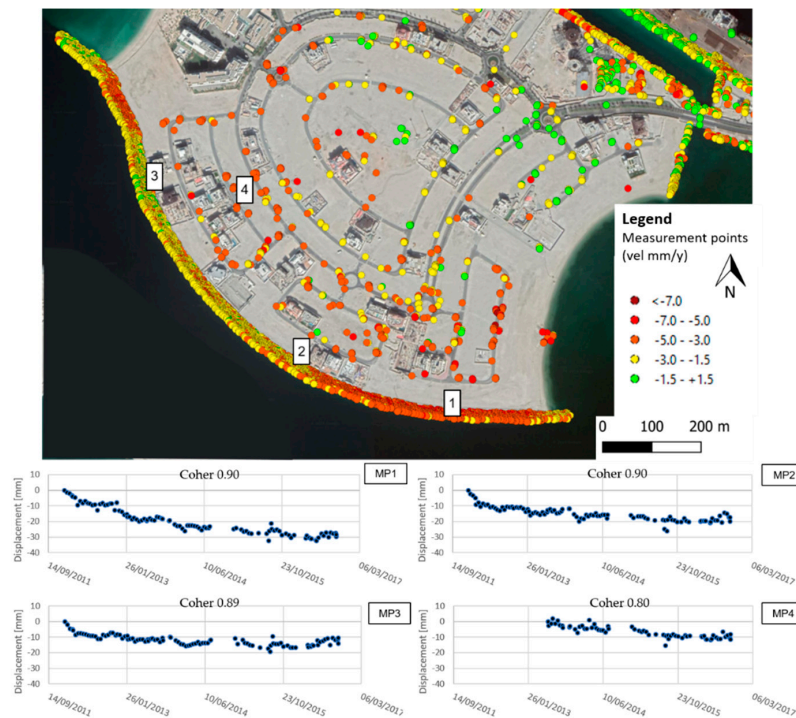 3
4
2
1
Legend
Measurement points
(vel mm/y)
N
<-7.0
-7.0 - -5.0
-5.0 - -3.0
-3.0 - -1.5
-1.5 - +1.5
0 100 200 m
Coher 0.90
MP1
Displacement [mm]
10
0
-10
-20
-30
-40
14/09/2011 26/01/2013 10/06/2014 23/10/2015 06/03/2017
Coher 0.90
MP2
Displacement [mm]
10
0
-10
-20
-30
-40
14/09/2011 26/01/2013 10/06/2014 23/10/2015 06/03/2017
Coher 0.89
MP3
Displacement [mm]
10
0
-10
-20
-30
-40
14/09/2011 26/01/2013 10/06/2014 23/10/2015 06/03/2017
Coher 0.80
MP4
Displacement [mm]
10
0
-10
-20
-30
-40
14/09/2011 26/01/2013 10/06/2014 23/10/2015 06/03/2017